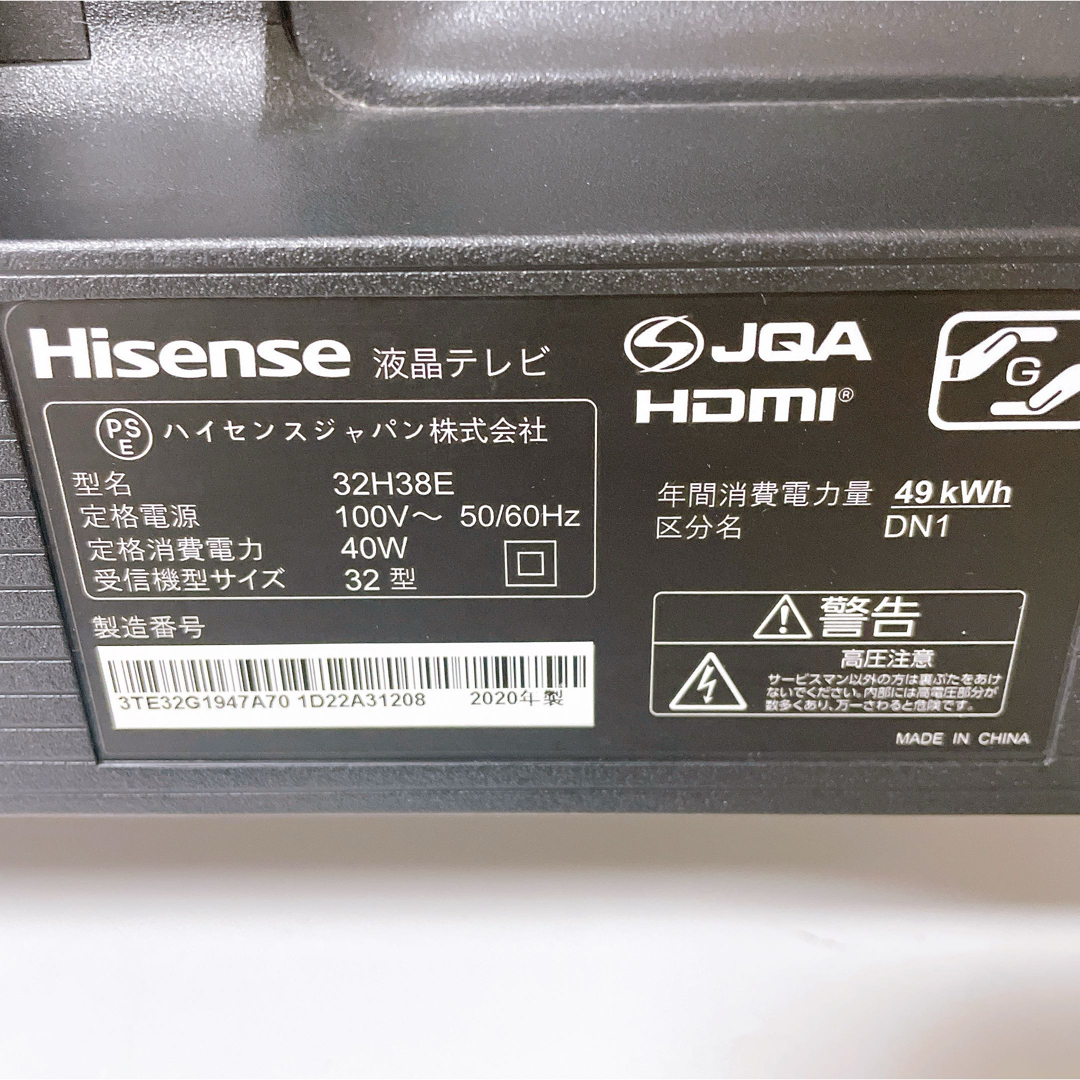 Hisense 液晶テレビ
PSE ハイセンスジャパン株式会社
型名 32H38E
定格電源 100V～ 50/60Hz
定格消費電力 40W
受信機型サイズ 32 型
製造番号
3TE32G1947A70 1D22A31208 2020年製
JQA
HDMI®
G
年間消費電力量 49 kWh
区分名 DN1
警告
高圧注意
サービスマン以外の方は裏ぶたをあけ
ないでください。内部には高電圧部分が
数多くあり、万一さわると危険です。
MADE IN CHINA